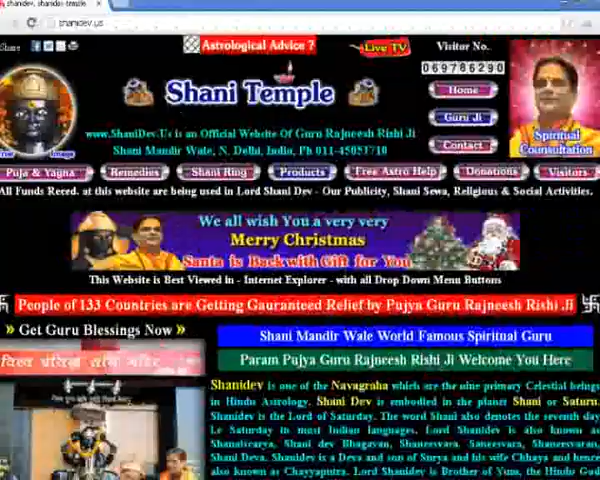 shanidev, shanidev temple
shanidev.us
Share
Astrological Advice ?
Live TV
Visitor No.
069786290
Shani Temple
Home
Guru Ji
Contact
Spiritual
www.ShaniDev.Us is an Official Website Of Guru Rajneesh Rishi Ji
Shani Mandir Wale, N. Delhi, India, Ph 011-45051710
Puja & Yagna
Remedies
Shani Ring
Products
Free Astro Help
Donations
Visitors
All Funds Reced. at this website are being used in Lord Shani Dev - Our Publicity, Shani Sewa, Religious & Social Activities.
We all wish You a very very
Merry Christmas
Santa is Back with Gift for You
This Website is Best Viewed in - Internet Explorer - with all Drop Down Menu Buttons
People of 133 Countries are Getting Gauranteed Relief by Pujya Guru Rajneesh Rishi Ji
» Get Guru Blessings Now »
Shani Mandir Wale World Famous Spiritual Guru
Param Pujya Guru Rajneesh Rishi Ji Welcome You Here
Shanidev is one of the Navagraha which are the nine primary Celestial beings
in Hindu Astrology. Shani Dev is embodied in the planet Shani or Saturn.
Shanidev is the Lord of Saturday. The word Shani also denotes the seventh day
i.e Saturday in most Indian languages. Lord Shanidev is also known as
Shanaiscarya, Shani dev Bhagavan, Shaneesvara, Saneesvara, Shaneesvaran,
Shani Deva. Shanidev is a Deva and son of Surya and his wife Chhaya and hence
also known as Chayyaputra. Lord Shanidev is Brother of Yama, the Hindu God